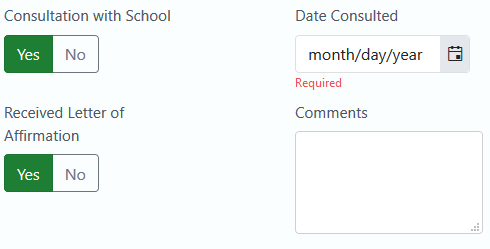 Consultation with School
Date Consulted
Yes No
month/day/year
Required
Received Letter of
Affirmation
Comments
Yes No